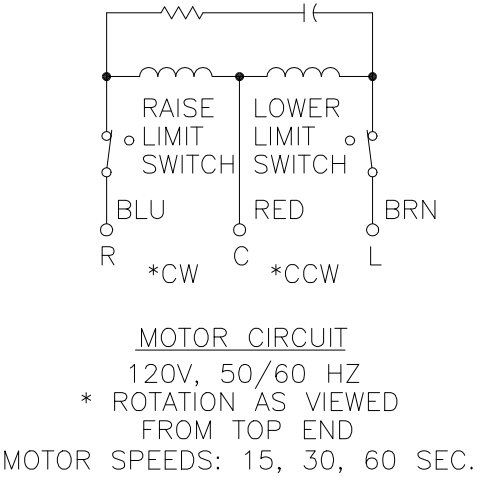 RAISE LOWER
LIMIT LIMIT
SWITCH SWITCH
BLU RED BRN
R C L
*CW *CCW
MOTOR CIRCUIT
120V, 50/60 HZ
* ROTATION AS VIEWED
FROM TOP END
MOTOR SPEEDS: 15, 30, 60 SEC.